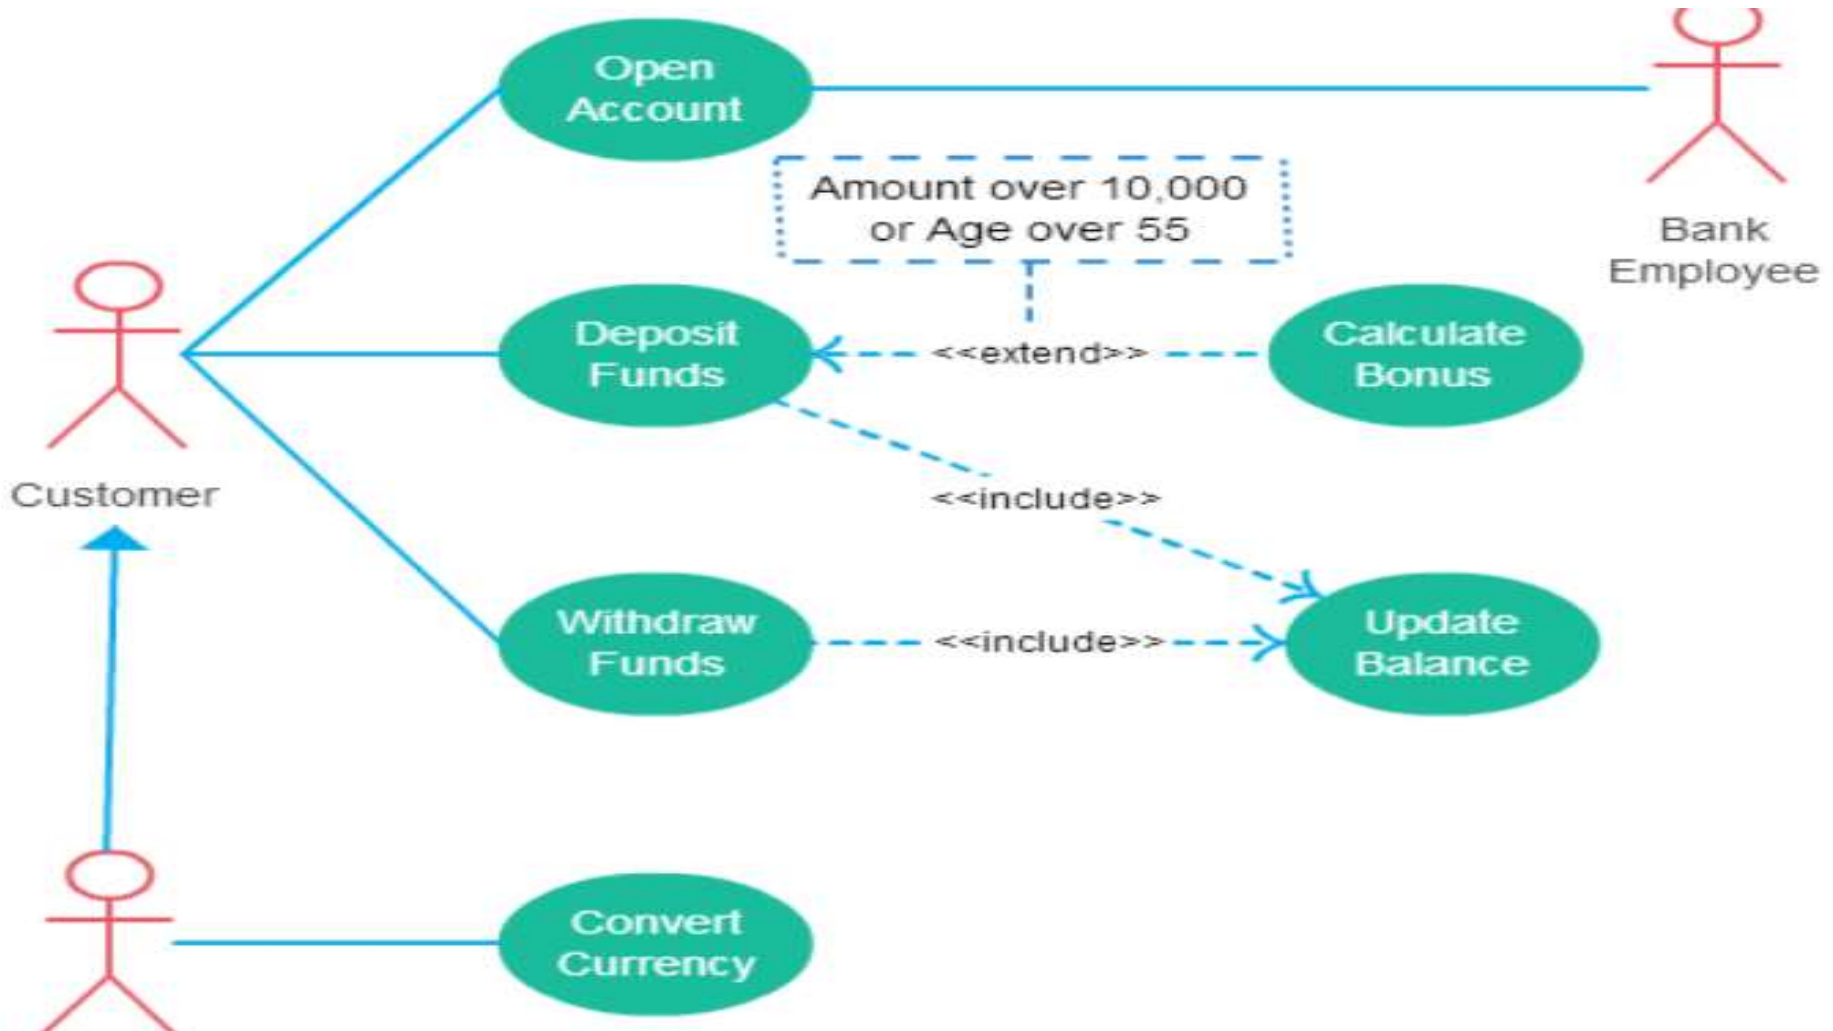 Open
Account
Amount over 10,000
or Age over 55
Bank
Employee
Deposit
Funds
<<extend>>
Calculate
Bonus
Customer
<<include>>
Withdraw
Funds
<<include>>
Update
Balance
Convert
Currency